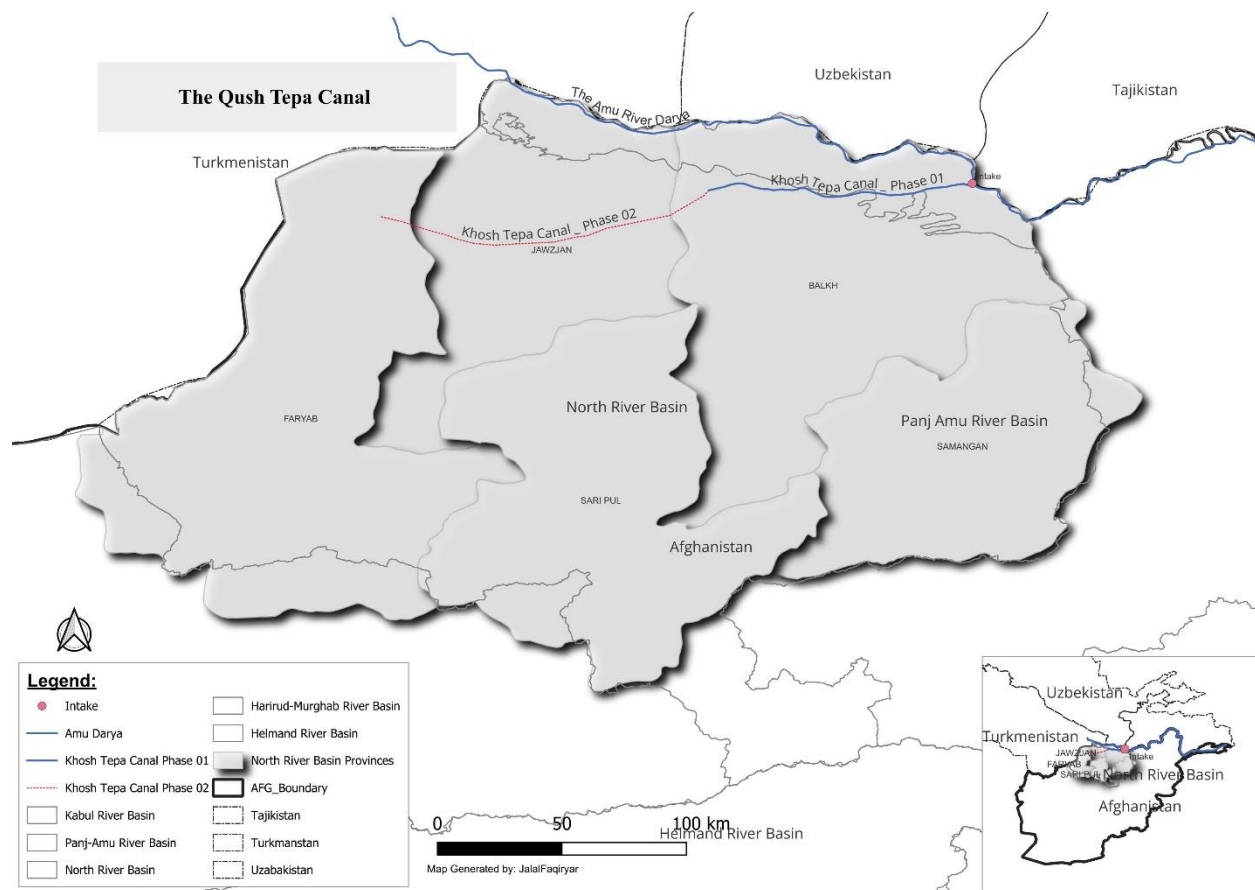 The Qush Tepa Canal
Uzbekistan
Tajikistan
Turkmenistan
The Amu River Darya
Intake
Khosh Tepa Canal _ Phase 01
Khosh Tepa Canal _ Phase 02
JAWZJAN
BALKH
FARYAB
North River Basin
Panj Amu River Basin
SAMANGAN
SARI PUL
Afghanistan
Legend:
Intake
Amu Darya
Khosh Tepa Canal Phase 01
Khosh Tepa Canal Phase 02
Kabul River Basin
Panj-Amu River Basin
North River Basin
Harirud-Murghab River Basin
Helmand River Basin
North River Basin Provinces
AFG_Boundary
Tajikistan
Turkmanstan
Uzabakistan
0 50 100 km
Helmand River Basin
Map Generated by: JalalFaqiryar
Uzbekistan
Turkmenistan
Intake
JAWZJAN
FARYAB
SARI PUL
North River Basin
Afghanistan